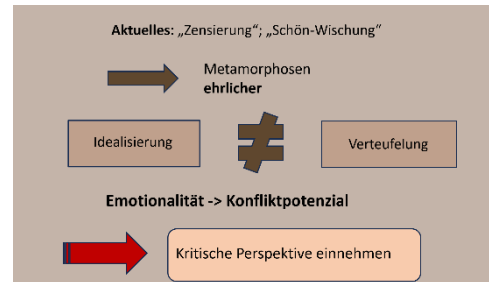 Aktuelles: „Zensierung“; „Schön-Wischung“
Metamorphosen
ehrlicher
Idealisierung
≠
Verteufelung
Emotionalität -> Konfliktpotenzial
Kritische Perspektive einnehmen